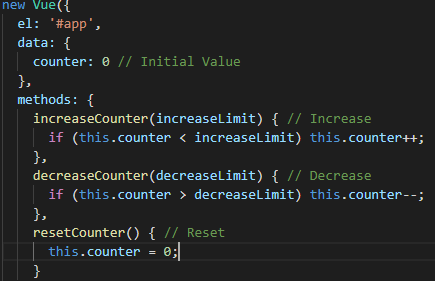 new Vue({
  el: '#app',
  data: {
    counter: 0 // Initial Value
  },
  methods: {
    increaseCounter(increaseLimit) { // Increase
      if (this.counter < increaseLimit) this.counter++;
    },
    decreaseCounter(decreaseLimit) { // Decrease
      if (this.counter > decreaseLimit) this.counter--;
    },
    resetCounter() { // Reset
      this.counter = 0;
    }